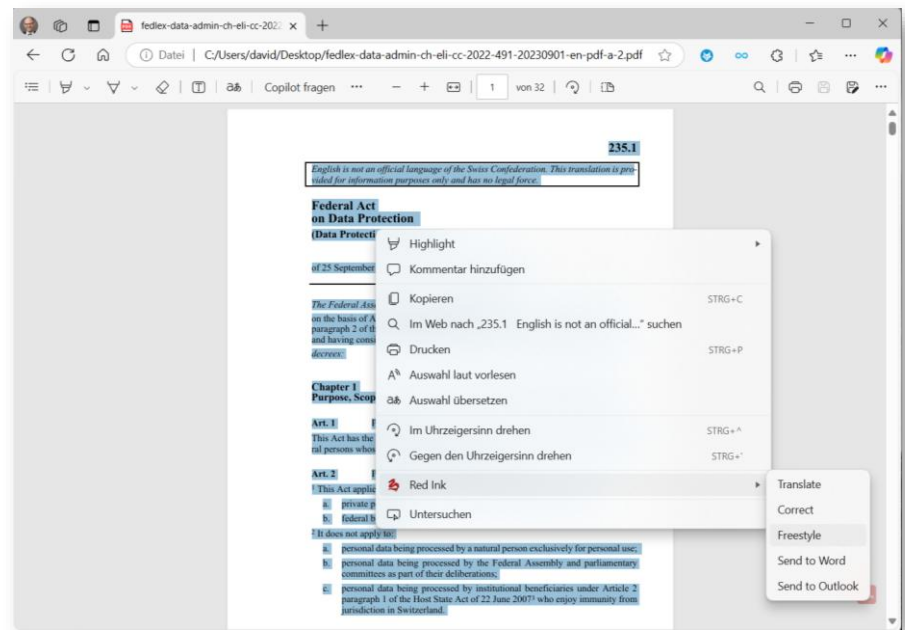 fedlex-data-admin-ch-eli-cc-202
Datei | C:/Users/david/Desktop/fedlex-data-admin-ch-eli-cc-2022-491-20230901-en-pdf-a-2.pdf
Copilot fragen
1 von 32
235.1
English is not an official language of the Swiss Confederation. This translation is pro-
vided for information purposes only and has no legal force.
Federal Act
on Data Protection
(Data Protecti
of 25 September
The Federal Ass
on the basis of A
paragraph 2 of th
and having consi
decrees:
Chapter 1
Purpose, Scop
Art. 1
This Act has the
ral persons whos
Art. 2
1 This Act applie
a. private p
b. federal b
2 It does not apply to:
a. personal data being processed by a natural person exclusively for personal use;
b. personal data being processed by the Federal Assembly and parliamentary
committees as part of their deliberations;
c. personal data being processed by institutional beneficiaries under Article 2
paragraph 1 of the Host State Act of 22 June 2007³ who enjoy immunity from
jurisdiction in Switzerland.
Highlight
Kommentar hinzufügen
Kopieren STRG+C
Im Web nach „235.1 English is not an official...“ suchen
Drucken STRG+P
Auswahl laut vorlesen
Auswahl übersetzen
Im Uhrzeigersinn drehen STRG+^
Gegen den Uhrzeigersinn drehen STRG+'
Red Ink
Untersuchen
Translate
Correct
Freestyle
Send to Word
Send to Outlook